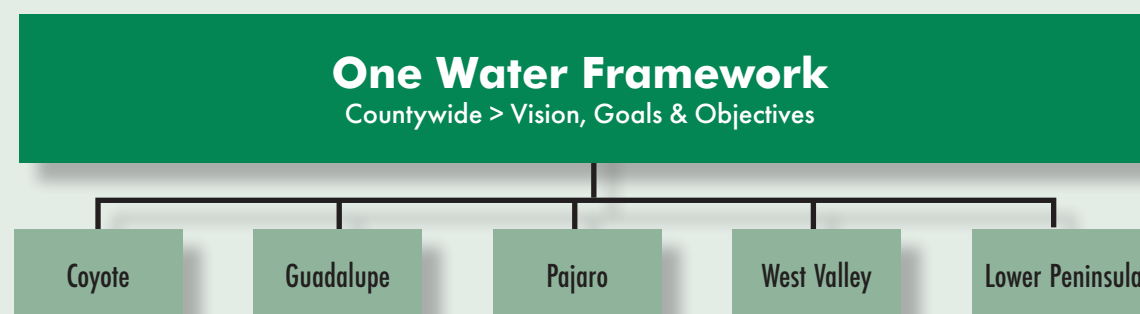 One Water Framework
Countywide > Vision, Goals & Objectives
Coyote
Guadalupe
Pajaro
West Valley
Lower Peninsula